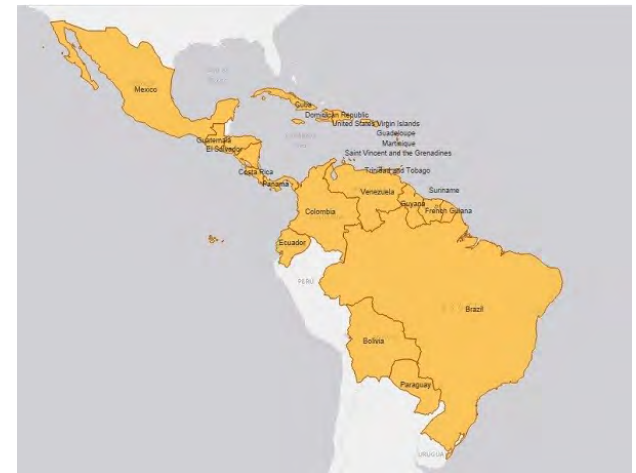 Mexico
Cuba
Dominican Republic
United States Virgin Islands
Guadeloupe
Martinique
Saint Vincent and the Grenadines
Guatemala
El Salvador
Costa Rica
Panama
Trinidad and Tobago
Venezuela
Suriname
Guyana
French Guiana
Colombia
Ecuador
PERU
Brazil
Bolivia
Paraguay
URUGUA